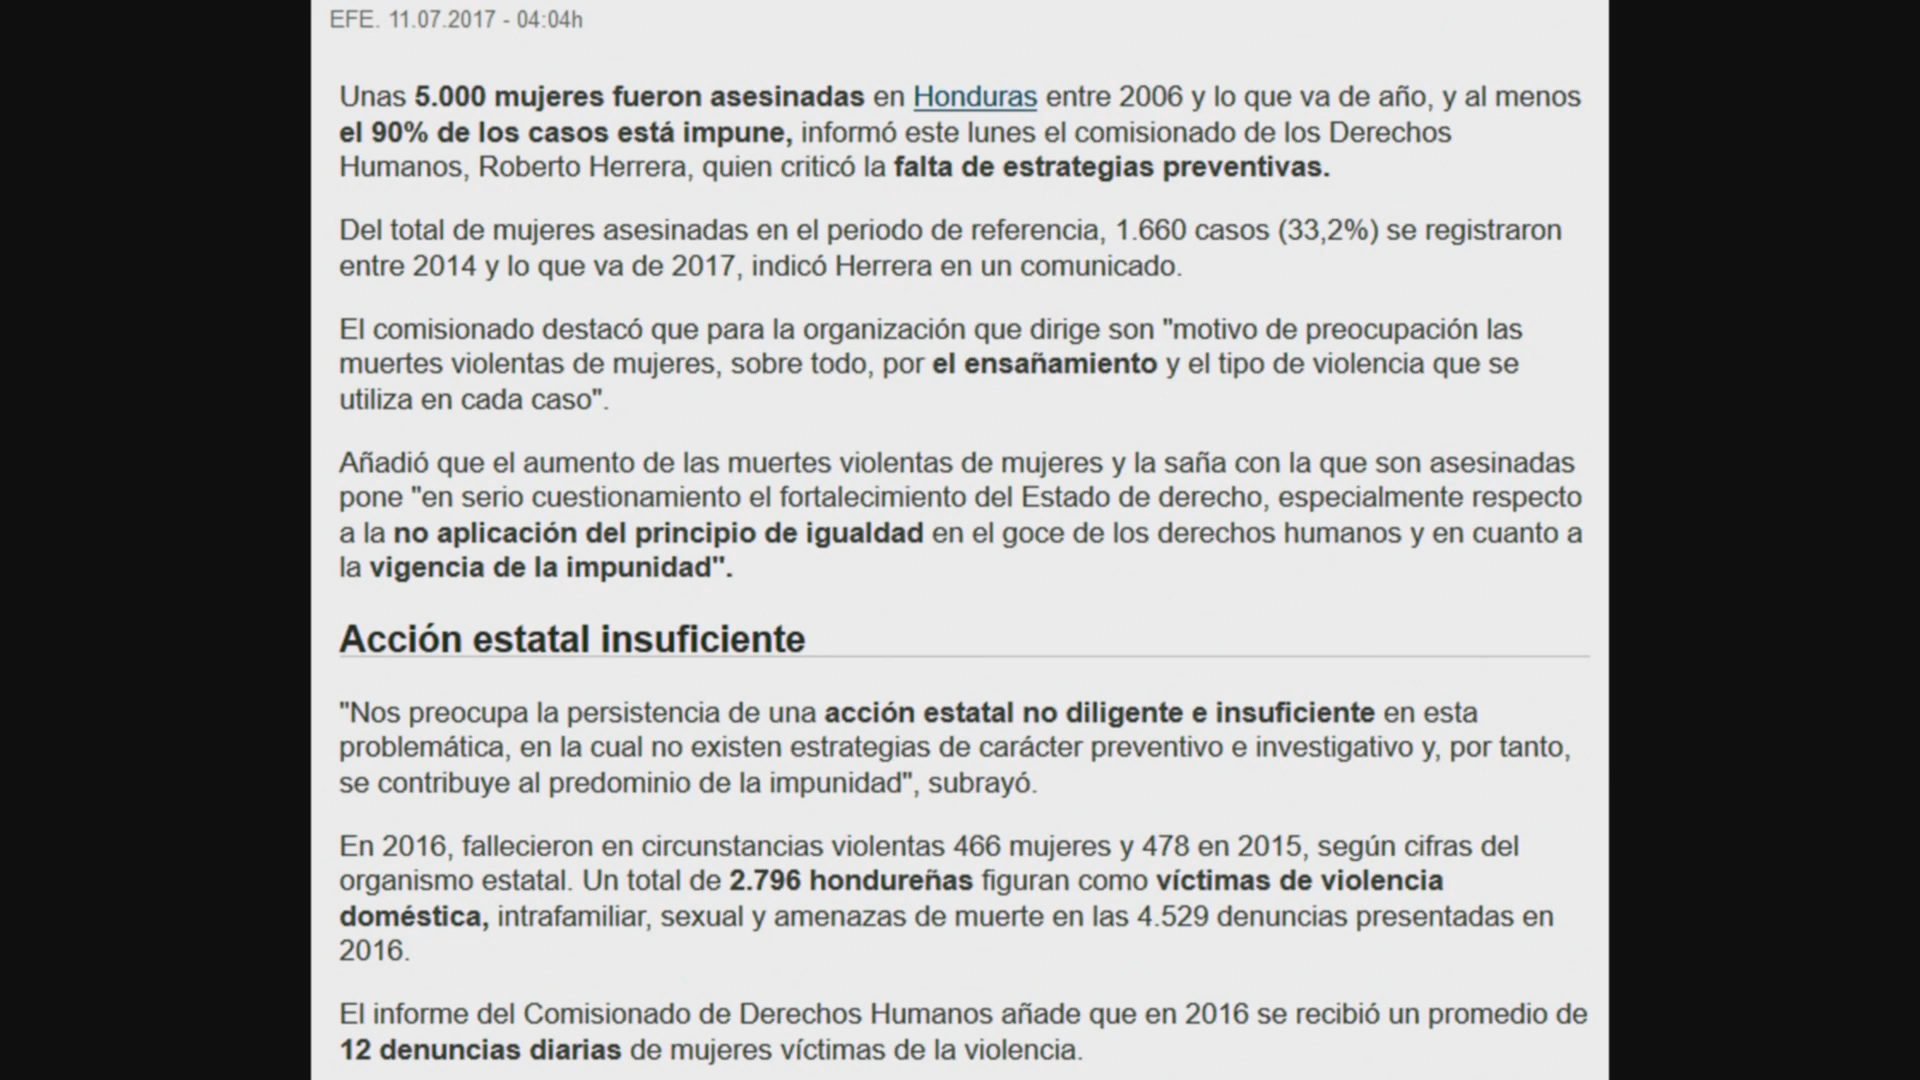 EFE. 11.07.2017 - 04:04h
Unas 5.000 mujeres fueron asesinadas en Honduras entre 2006 y lo que va de año, y al menos
el 90% de los casos está impune, informó este lunes el comisionado de los Derechos
Humanos, Roberto Herrera, quien criticó la falta de estrategias preventivas.
Del total de mujeres asesinadas en el periodo de referencia, 1.660 casos (33,2%) se registraron
entre 2014 y lo que va de 2017, indicó Herrera en un comunicado.
El comisionado destacó que para la organización que dirige son "motivo de preocupación las
muertes violentas de mujeres, sobre todo, por el ensañamiento y el tipo de violencia que se
utiliza en cada caso".
Añadió que el aumento de las muertes violentas de mujeres y la saña con la que son asesinadas
pone "en serio cuestionamiento el fortalecimiento del Estado de derecho, especialmente respecto
a la no aplicación del principio de igualdad en el goce de los derechos humanos y en cuanto a
la vigencia de la impunidad".
Acción estatal insuficiente
"Nos preocupa la persistencia de una acción estatal no diligente e insuficiente en esta
problemática, en la cual no existen estrategias de carácter preventivo e investigativo y, por tanto,
se contribuye al predominio de la impunidad", subrayó.
En 2016, fallecieron en circunstancias violentas 466 mujeres y 478 en 2015, según cifras del
organismo estatal. Un total de 2.796 hondureñas figuran como víctimas de violencia
doméstica, intrafamiliar, sexual y amenazas de muerte en las 4.529 denuncias presentadas en
2016.
El informe del Comisionado de Derechos Humanos añade que en 2016 se recibió un promedio de
12 denuncias diarias de mujeres víctimas de la violencia.